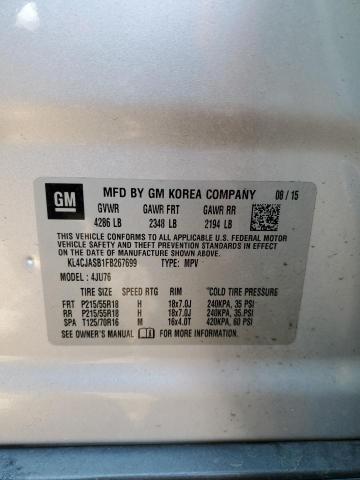 GM
MFD BY GM KOREA COMPANY 08/15
GVWR GAWR FRT GAWR RR
4286 LB 2348 LB 2194 LB
THIS VEHICLE CONFORMS TO ALL APPLICABLE U.S. FEDERAL MOTOR
VEHICLE SAFETY AND THEFT PREVENTION STANDARDS IN EFFECT ON
THE DATE OF MANUFACTURE SHOWN ABOVE.
KL4CJASB1FB267699 TYPE: MPV
MODEL: 4JU76
TIRE SIZE SPEED RTG RIM COLD TIRE PRESSURE
FRT P215/55R18 H 18x7.0J 240KPA, 35 PSI
RR P215/55R18 H 18x7.0J 240KPA, 35 PSI
SPA T125/70R16 M 16x4.0T 420KPA, 60 PSI
SEE OWNER'S MANUAL FOR MORE INFORMATION.